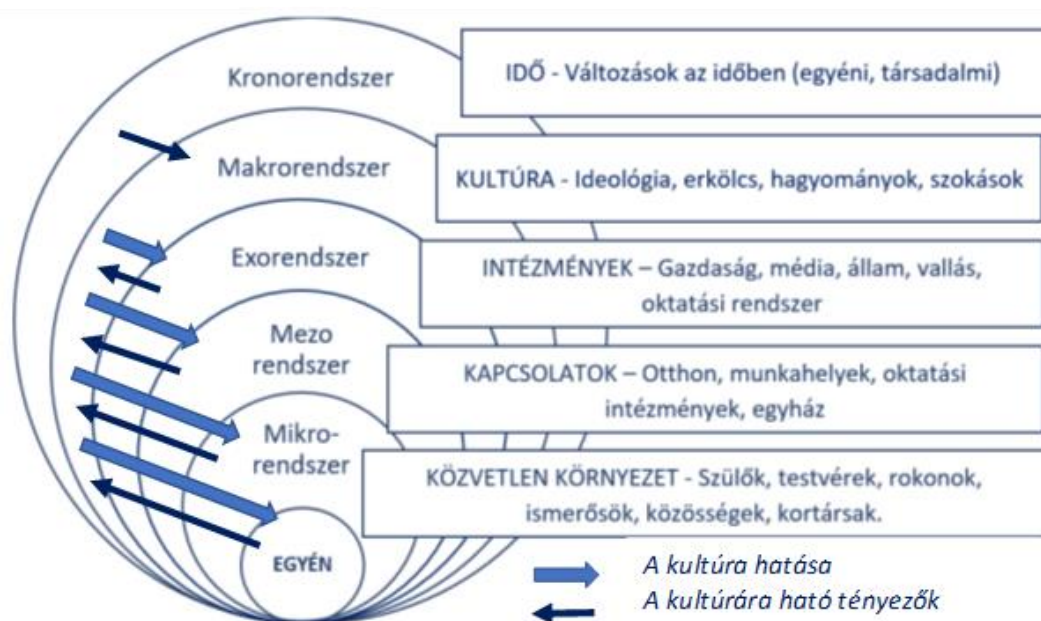 Kronorendszer
IDŐ - Változások az időben (egyéni, társadalmi)
Makrorendszer
KULTÚRA - Ideológia, erkölcs, hagyományok, szokások
Exorendszer
INTÉZMÉNYEK – Gazdaság, média, állam, vallás,
oktatási rendszer
Mezo
rendszer
KAPCSOLATOK – Otthon, munkahelyek, oktatási
intézmények, egyház
Mikro-
rendszer
KÖZVETLEN KÖRNYEZET - Szülők, testvérek, rokonok,
ismerősök, közösségek, kortársak.
EGYÉN
A kultúra hatása
A kultúrára ható tényezők